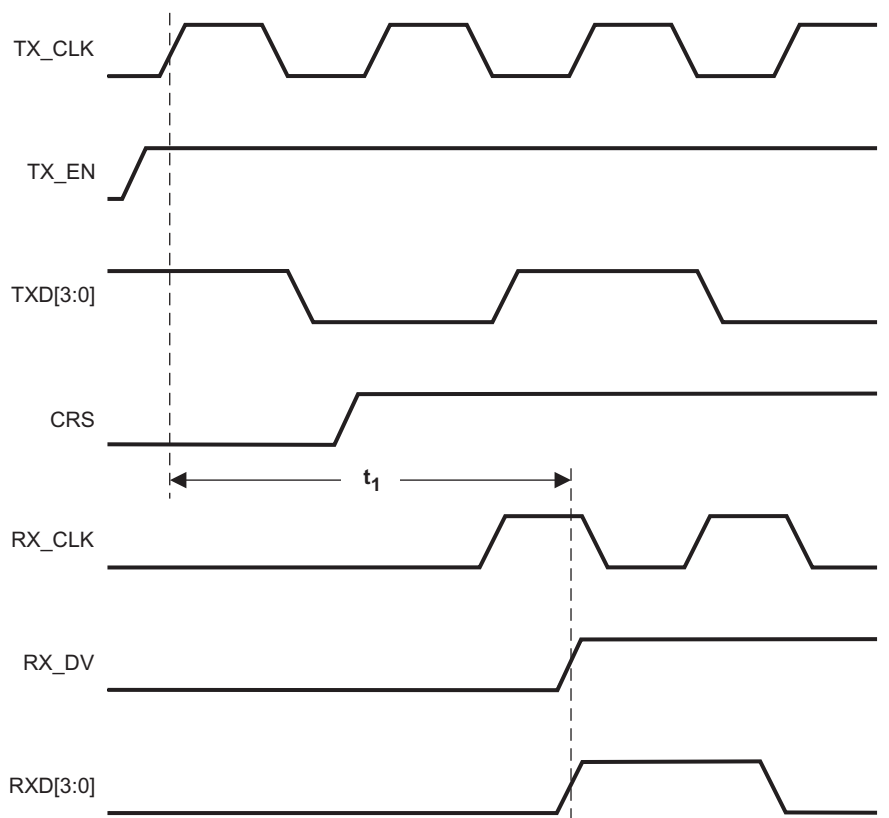 TX_CLK
TX_EN
TXD[3:0]
CRS
t1
RX_CLK
RX_DV
RXD[3:0]